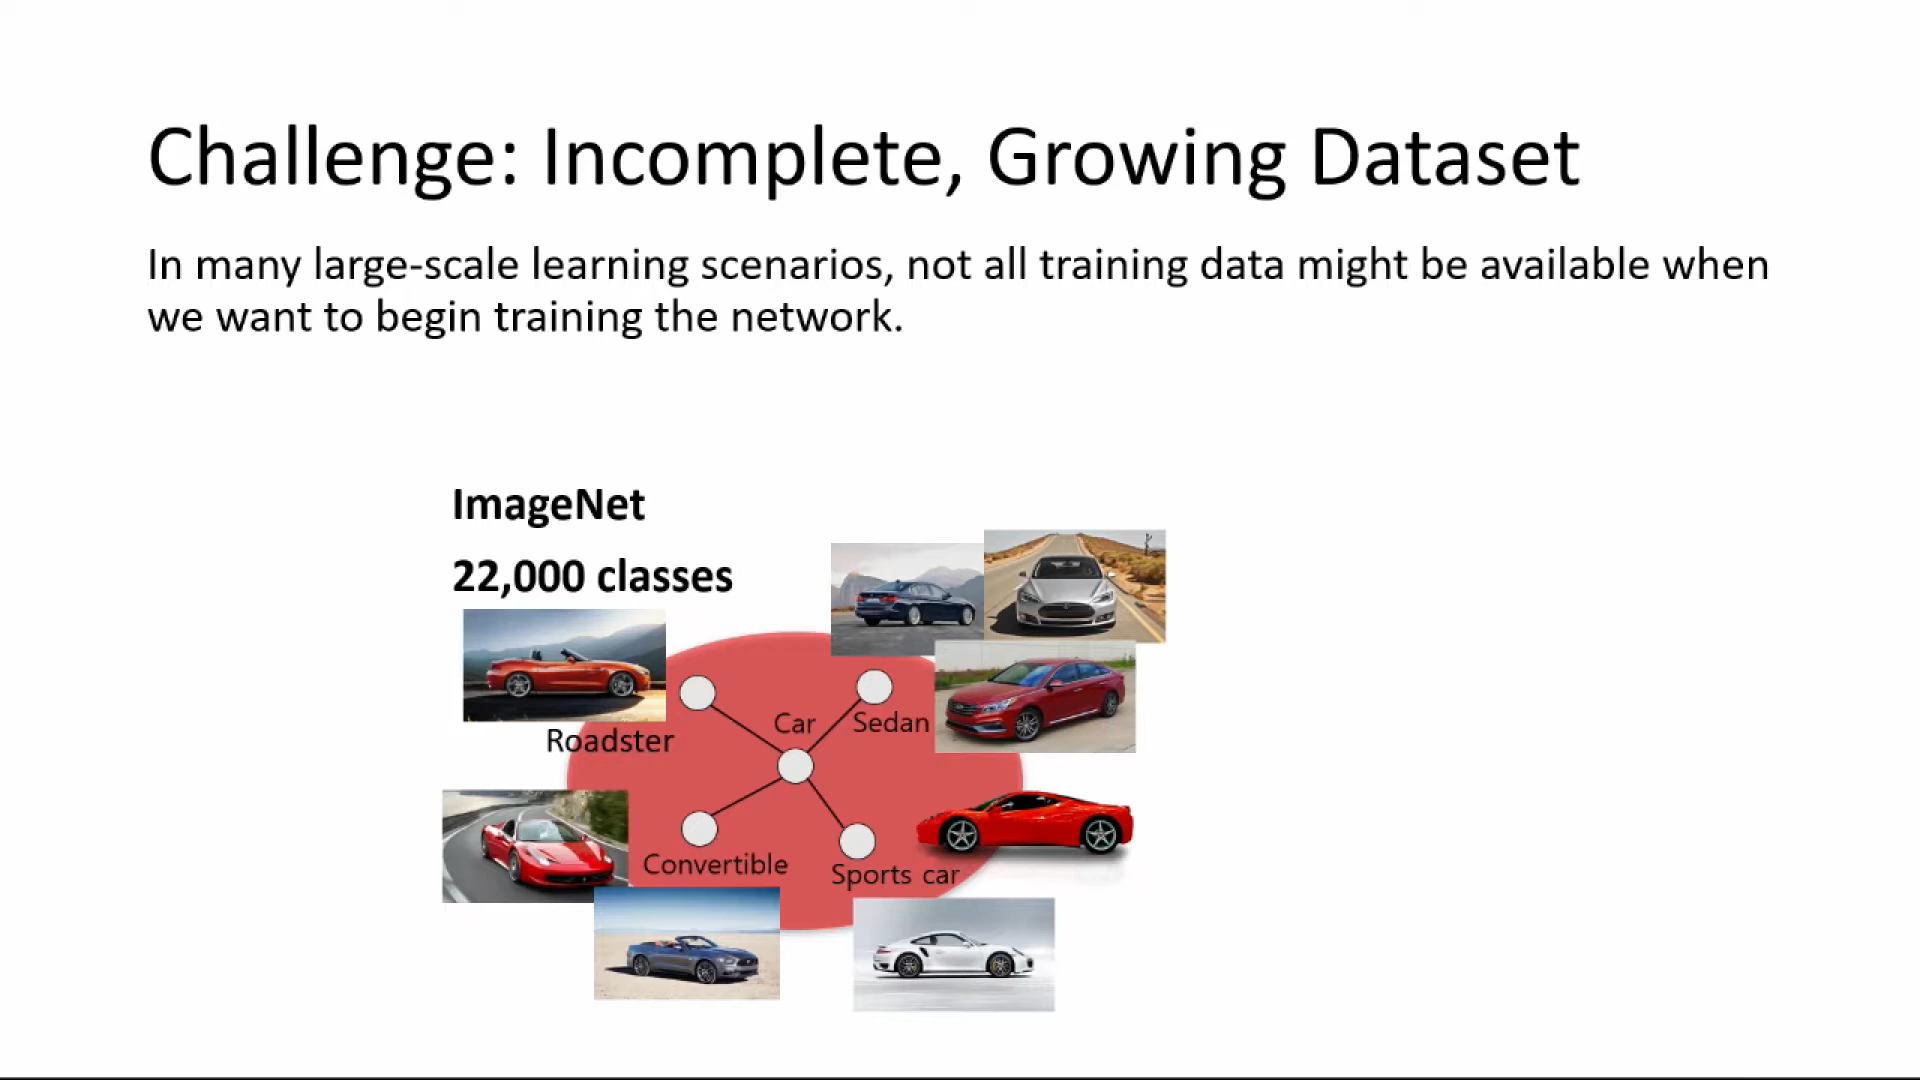 Challenge: Incomplete, Growing Dataset
In many large-scale learning scenarios, not all training data might be available when
we want to begin training the network.
ImageNet
22,000 classes
Car
Sedan
Roadster
Convertible
Sports car